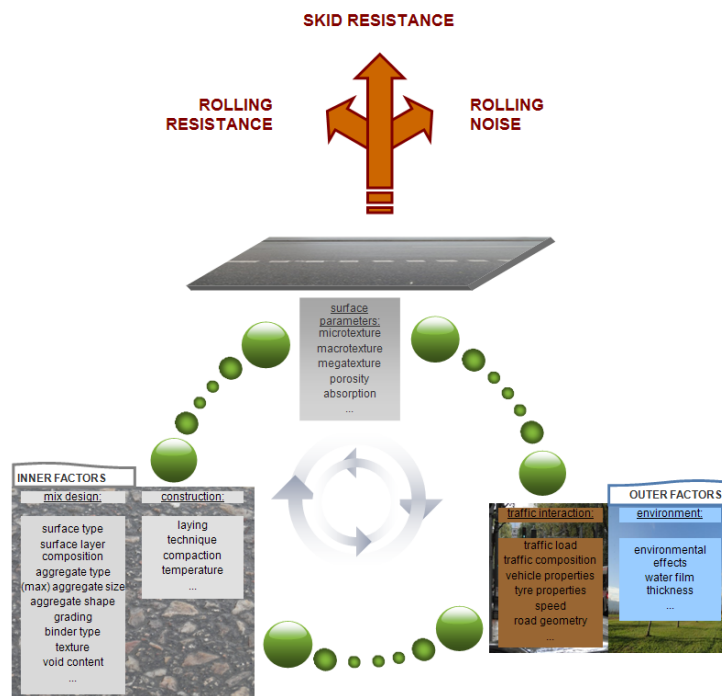 SKID RESISTANCE
ROLLING
RESISTANCE
ROLLING
NOISE
surface
parameters:
microtexture
macrotexture
megatexture
porosity
absorption
...
INNER FACTORS
mix design:
surface type
surface layer
composition
aggregate type
(max) aggregate size
aggregate shape
grading
binder type
texture
void content
...
construction:
laying
technique
compaction
temperature
...
OUTER FACTORS
traffic interaction:
traffic load
traffic composition
vehicle properties
tyre properties
speed
road geometry
...
environment:
environmental
effects
water film
thickness
...